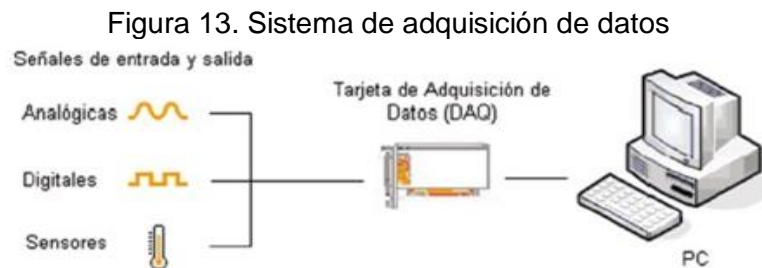 Figura 13. Sistema de adquisición de datos
Señales de entrada y salida
Analógicas
Digitales
Sensores
Tarjeta de Adquisición de
Datos (DAQ)
PC